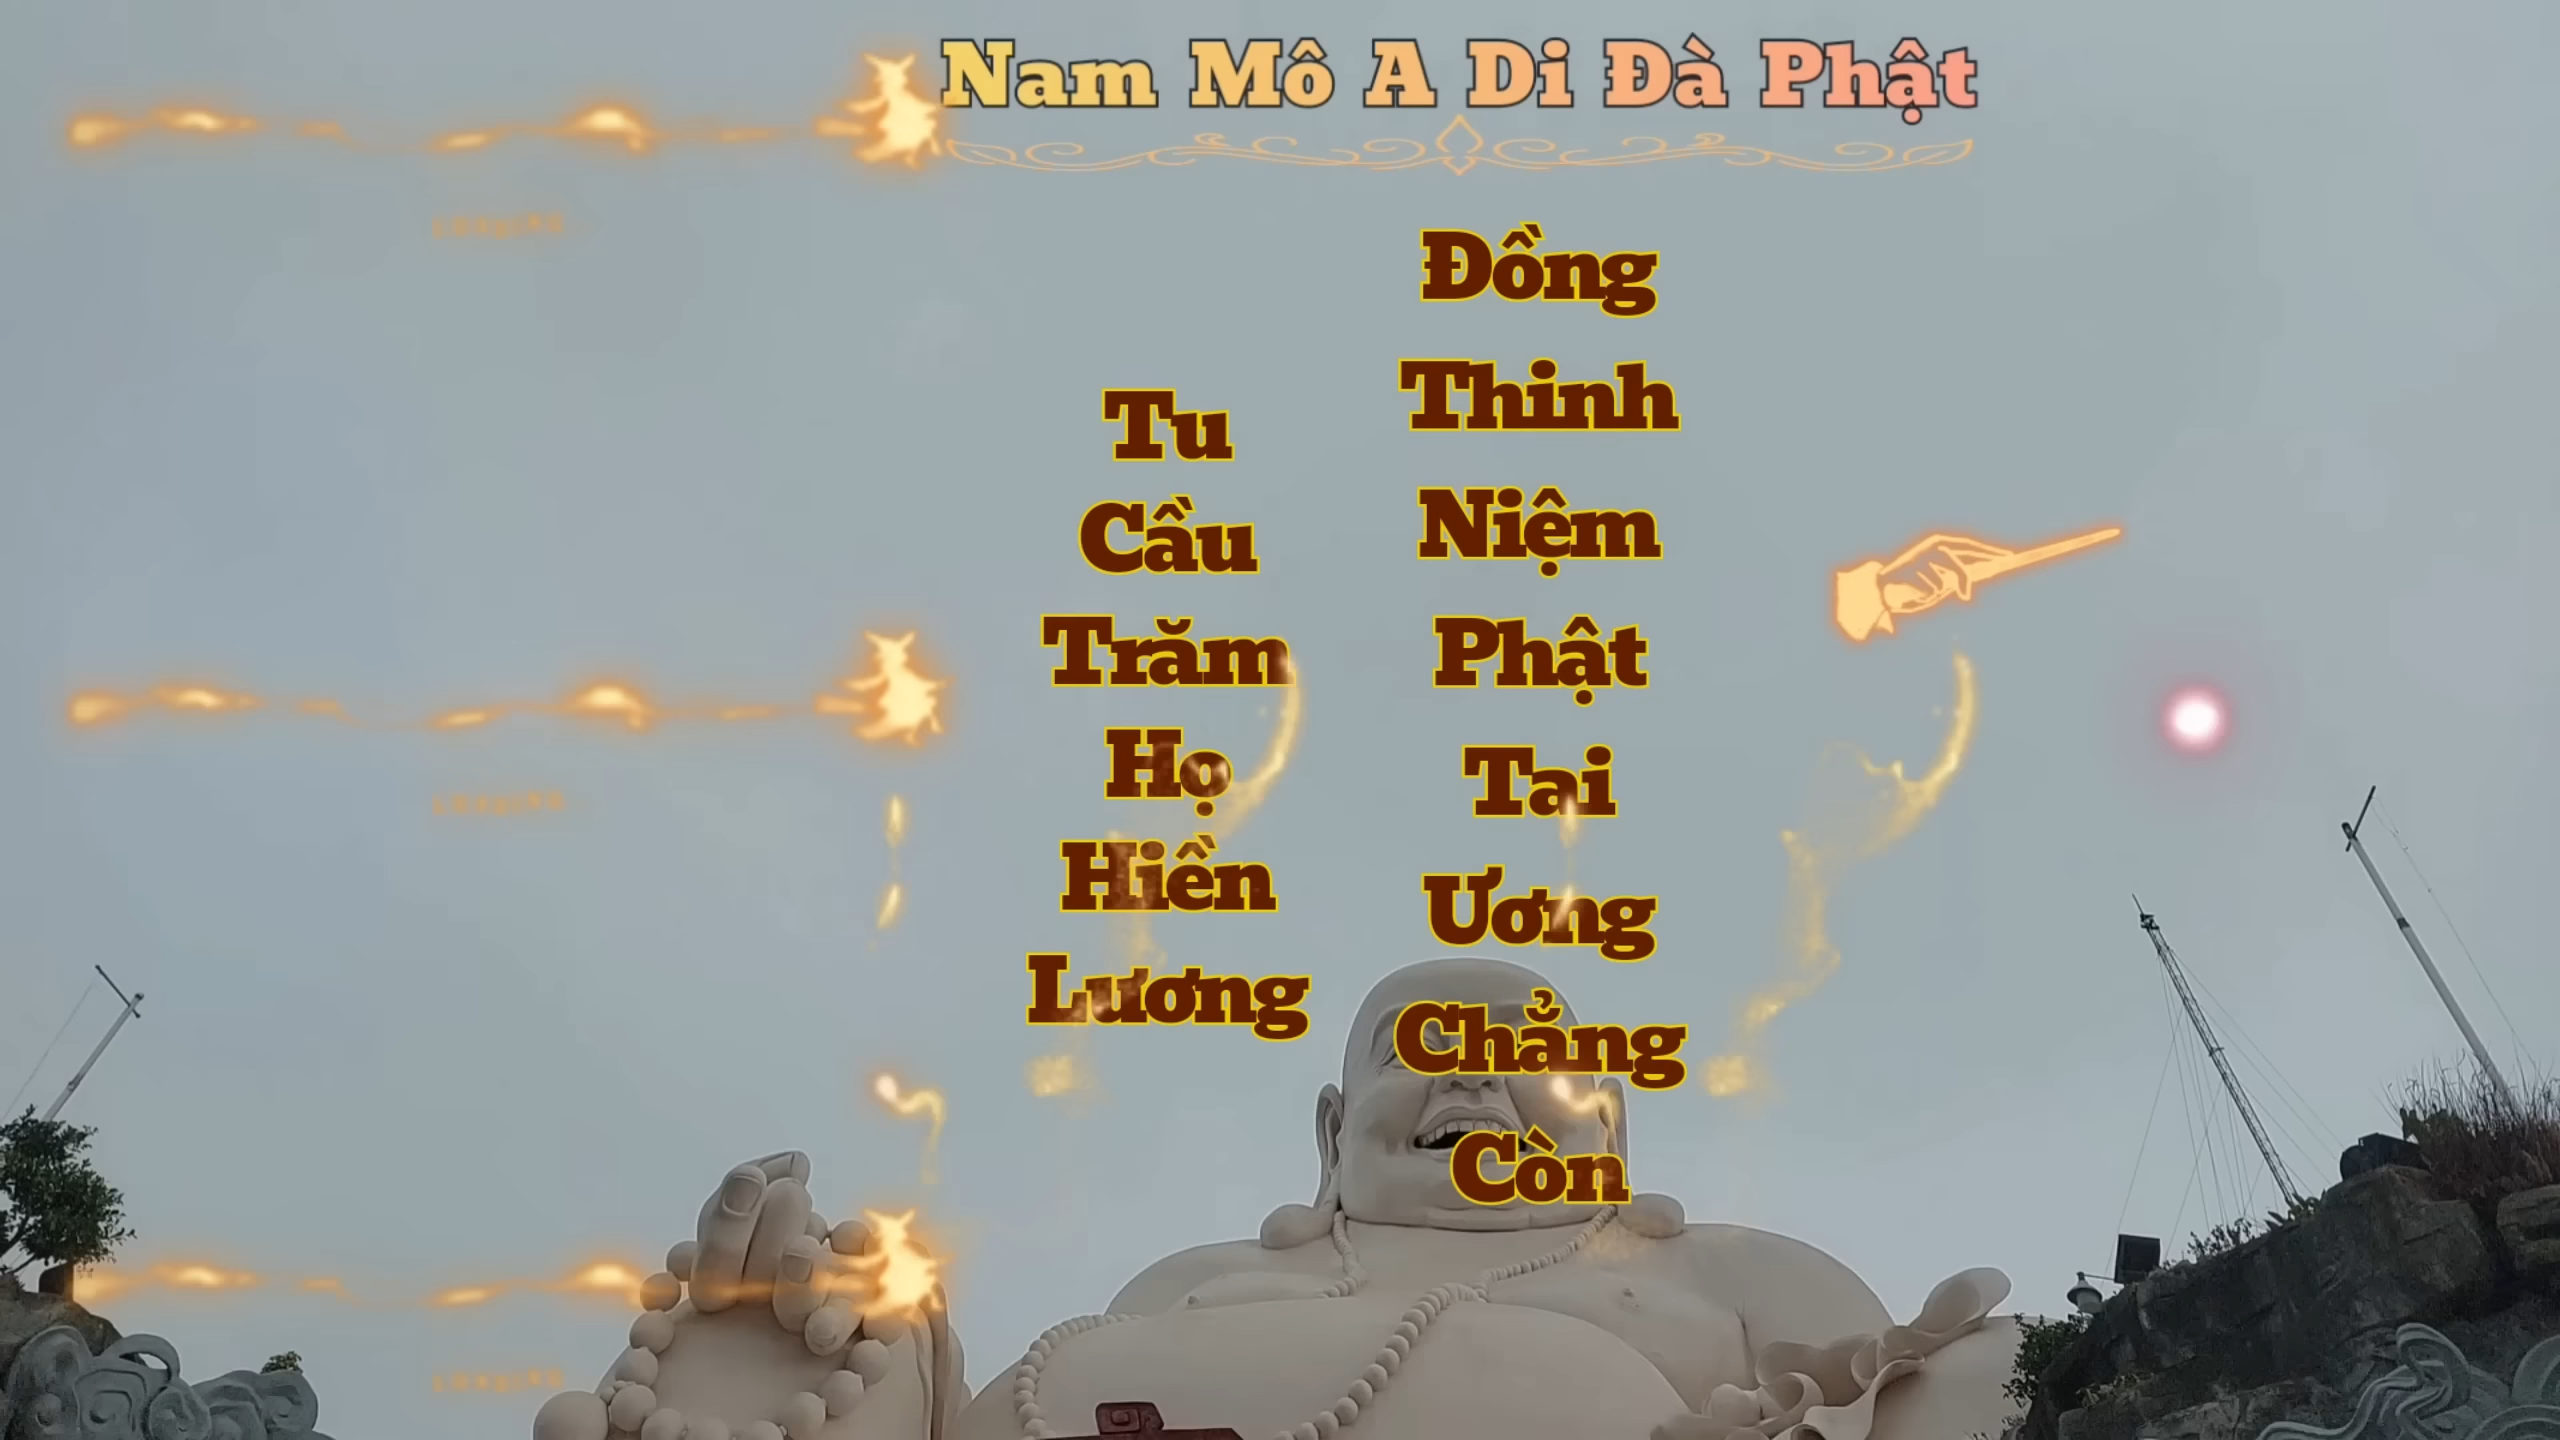 Nam Mô A Di Đà Phật
Tu
Cầu
Trăm
Họ
Hiền
Lương
Đồng
Thinh
Niệm
Phật
Tai
Ương
Chẳng
Còn